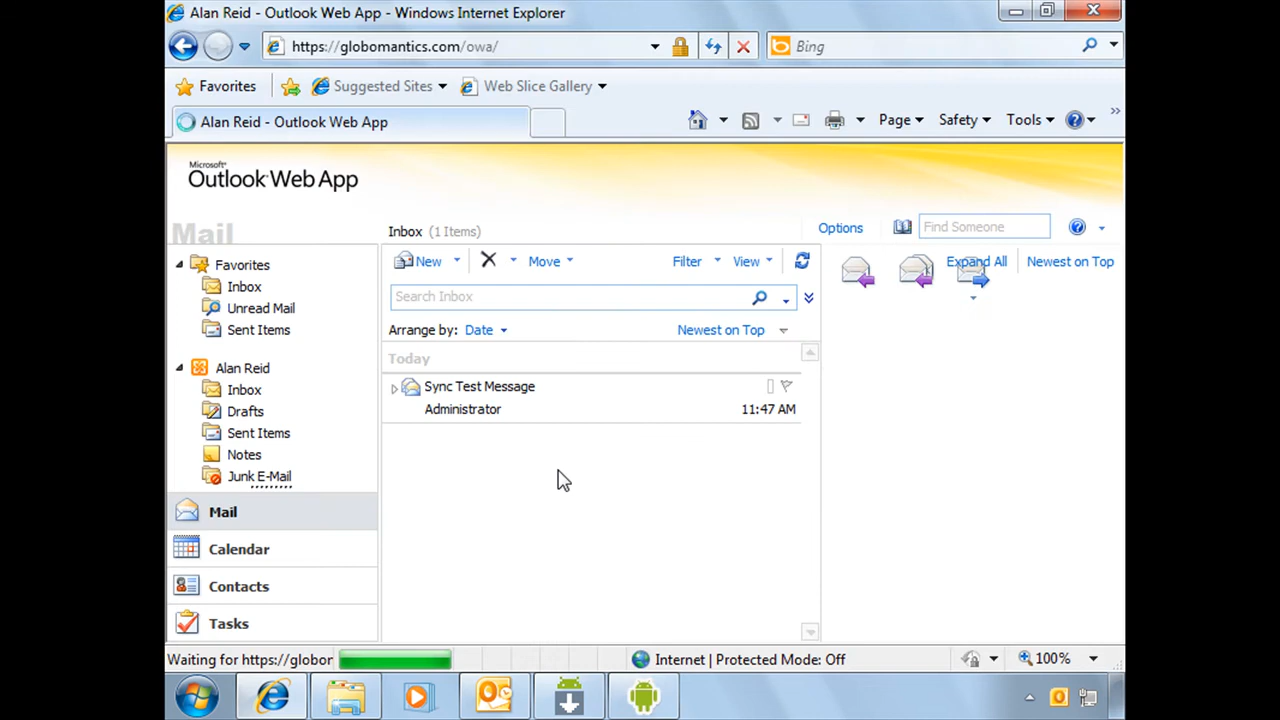 Alan Reid - Outlook Web App - Windows Internet Explorer
https://globomantics.com/owa/
Bing
Favorites
Suggested Sites
Web Slice Gallery
Alan Reid - Outlook Web App
Page
Safety
Tools
»
Microsoft®
Outlook Web App
Mail
Inbox (1 Items)
Options
Find Someone
Favorites
Inbox
Unread Mail
Sent Items
Alan Reid
Inbox
Drafts
Sent Items
Notes
Junk E-Mail
Mail
Calendar
Contacts
Tasks
New
Move
Filter
View
Search Inbox
Arrange by: Date
Newest on Top
Today
Sync Test Message
Administrator
11:47 AM
Expand All
Newest on Top
Waiting for https://globor
Internet | Protected Mode: Off
100%